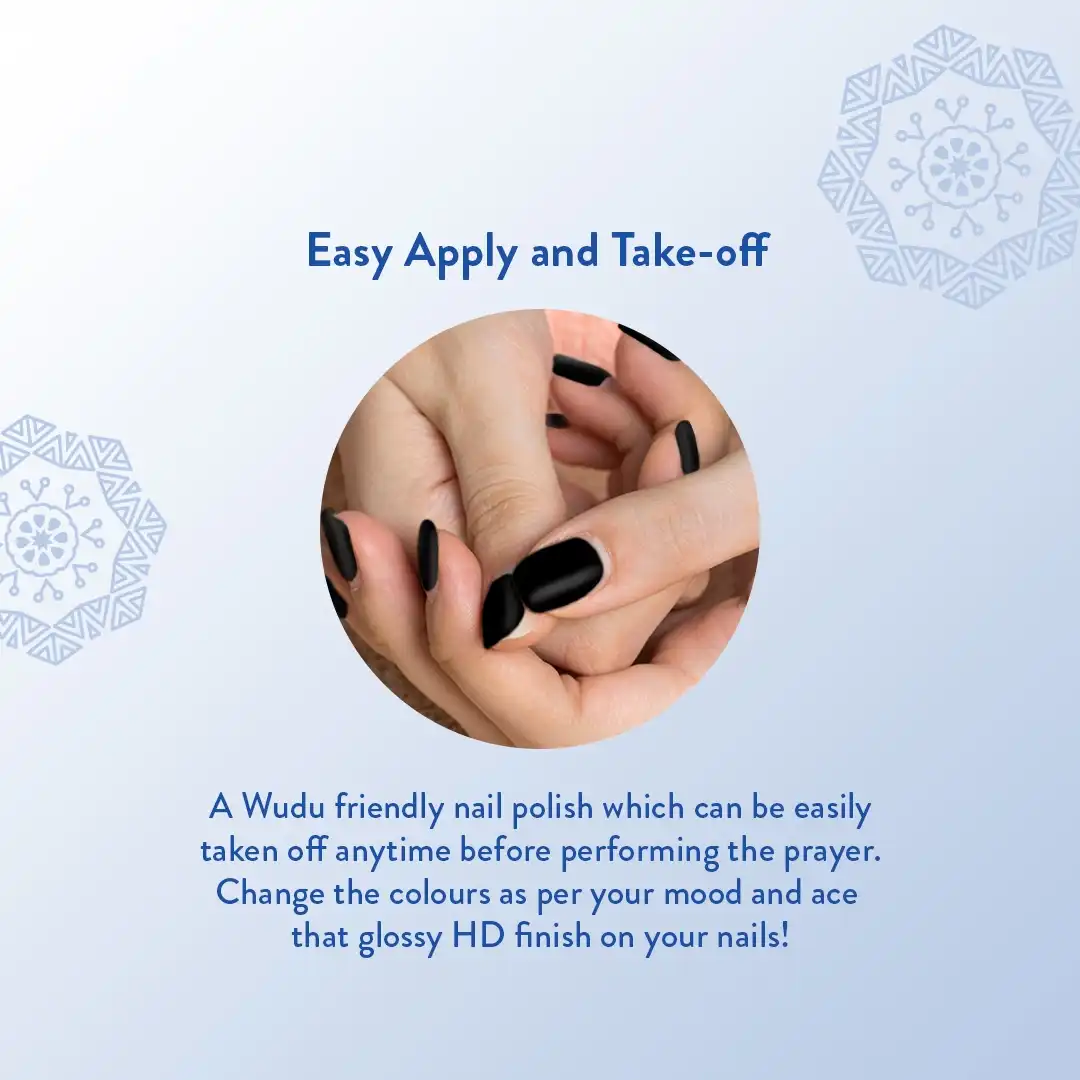 Easy Apply and Take-off
A Wudu friendly nail polish which can be easily
taken off anytime before performing the prayer.
Change the colours as per your mood and ace
that glossy HD finish on your nails!